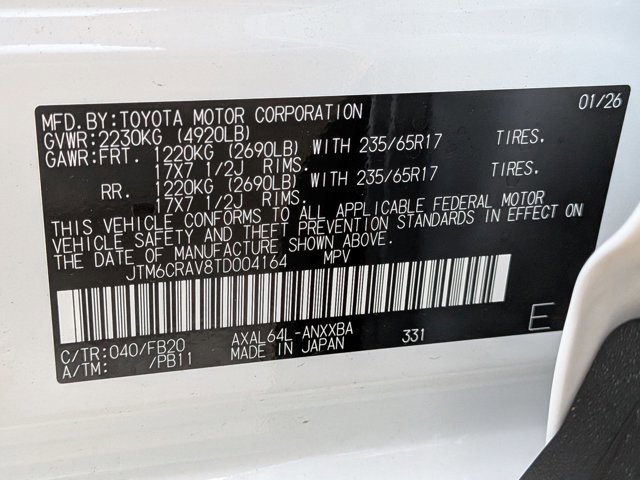 MFD.BY:TOYOTA MOTOR CORPORATION 01/26
GVWR:2230KG (4920LB)
GAWR:FRT. 1220KG (2690LB) WITH 235/65R17 TIRES.
17X7 1/2J RIMS.
RR. 1220KG (2690LB) WITH 235/65R17 TIRES.
17X7 1/2J RIMS.
THIS VEHICLE CONFORMS TO ALL APPLICABLE FEDERAL MOTOR
VEHICLE SAFETY AND THEFT PREVENTION STANDARDS IN EFFECT ON
THE DATE OF MANUFACTURE SHOWN ABOVE.
JTM6CRAV8TD004164 MPV
C/TR:040/FB20 AXAL64L-ANXXBA 331 E
A/TM: /PB11 MADE IN JAPAN